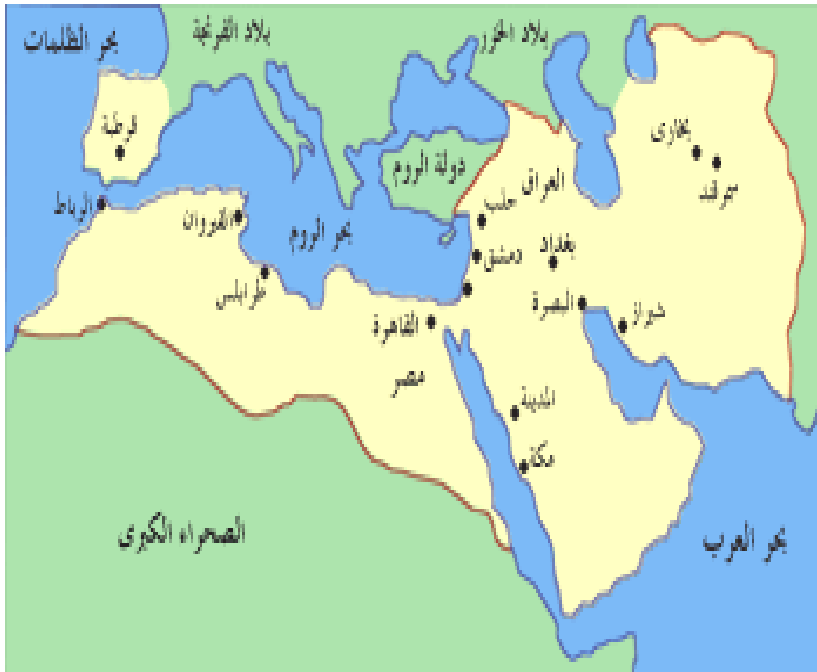 بحر الظلمات
بلاد الفرنجة
بلاد الخزر
قرطبة
بخارى
سمرقند
دولة الروم
العراق
حلب
الرباط
القيروان
بحر الروم
دمشق
بغداد
طرابلس
البصرة
شيراز
القاهرة
مصر
المدينة
مكة
الصحراء الكبرى
بحر العرب